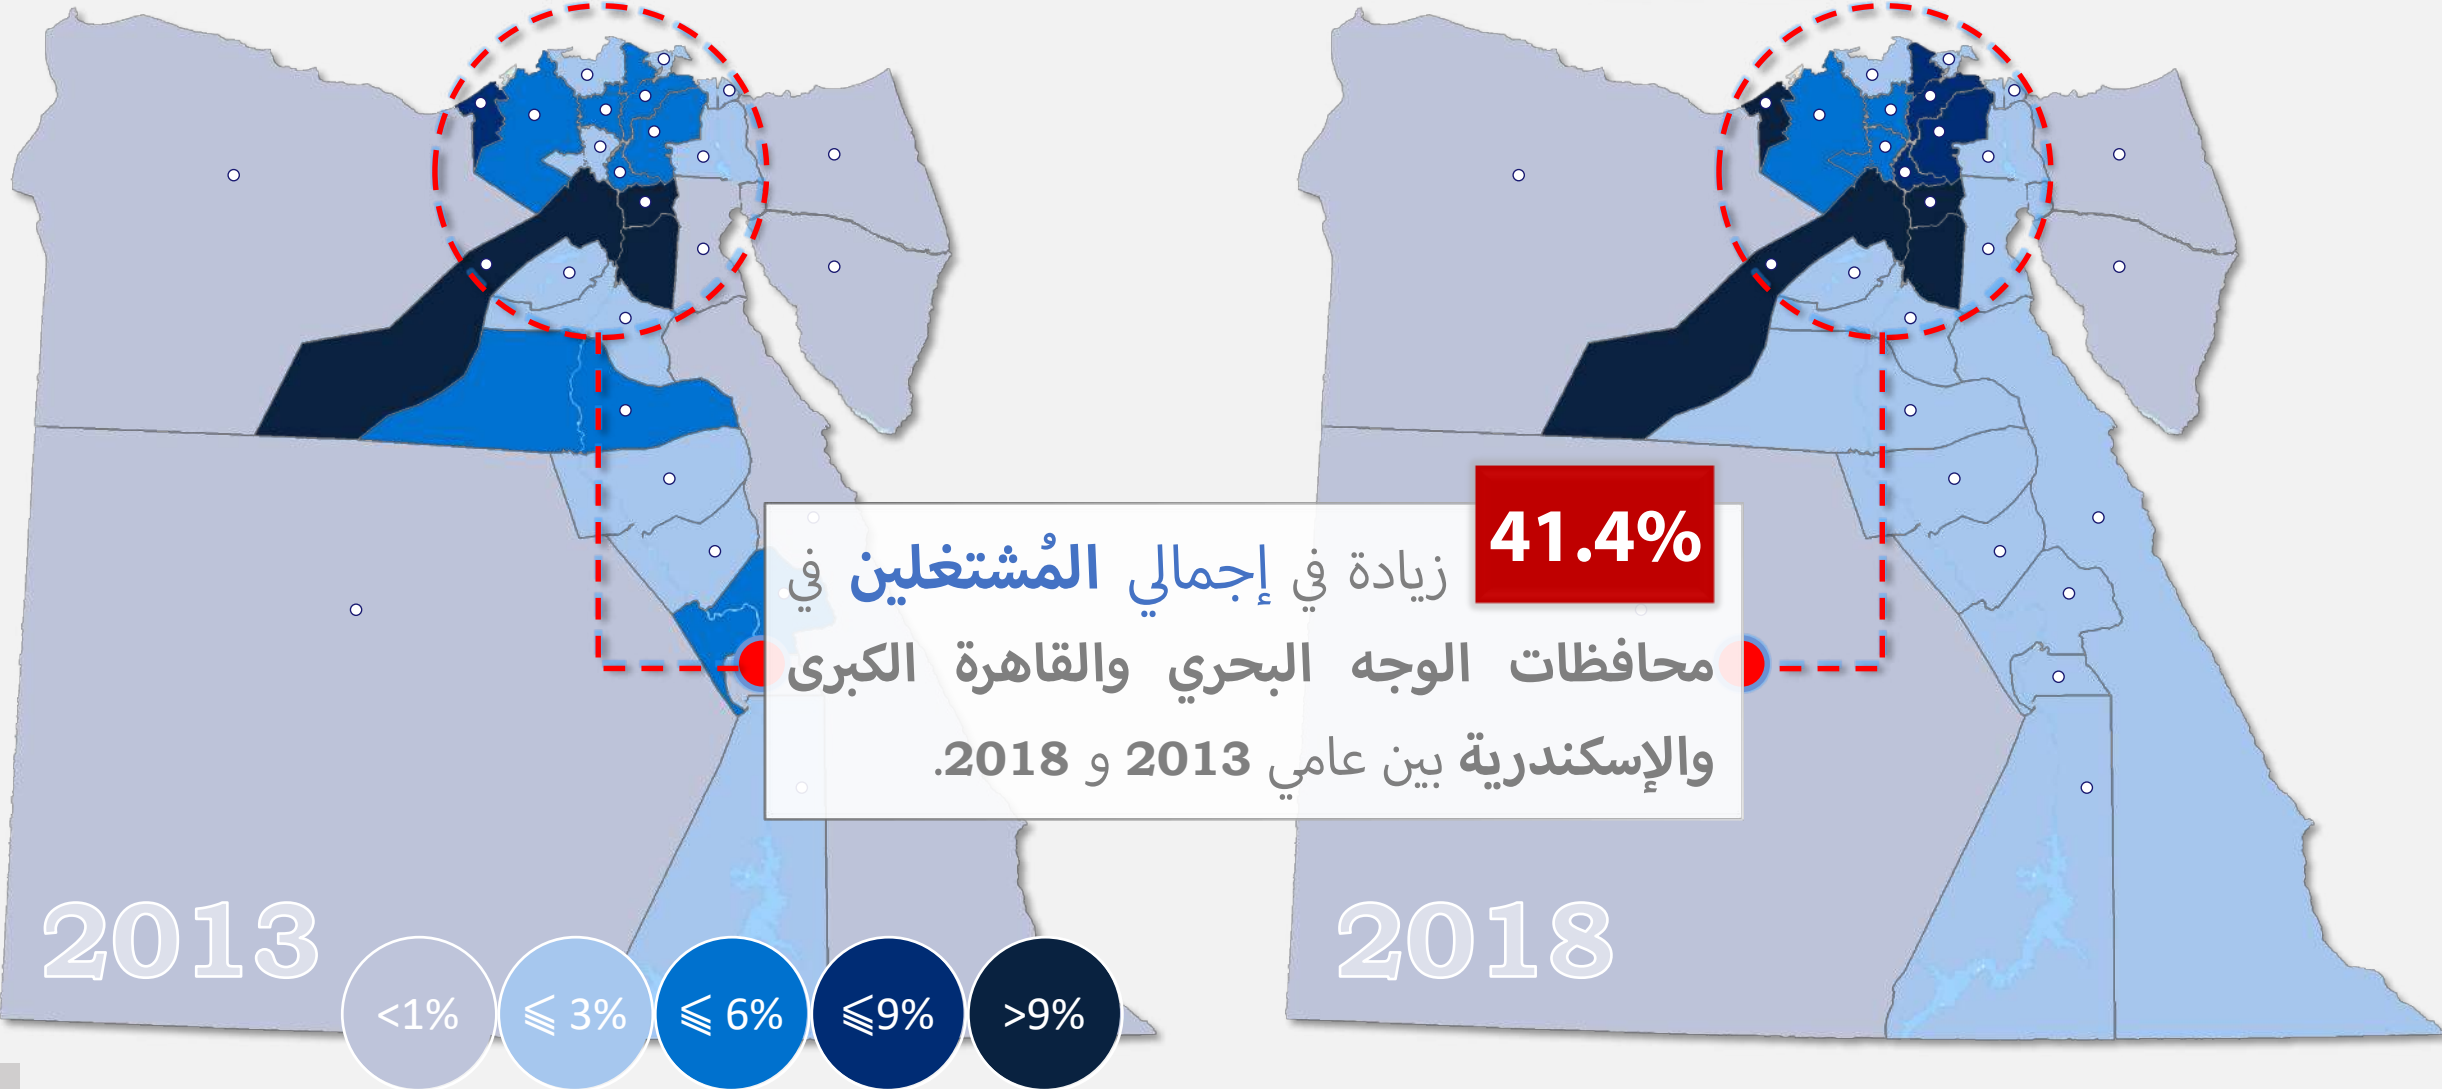 41.4%
زيادة في إجمالي المُشتغلين في
محافظات الوجه البحري والقاهرة الكبرى
والإسكندرية بين عامي 2013 و 2018.
2013
2018
<1%
⩽ 3%
⩽ 6%
⩽9%
>9%